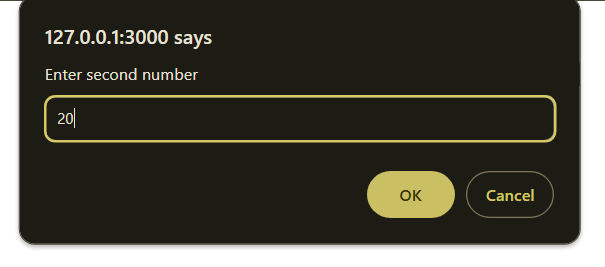 127.0.0.1:3000 says
Enter second number
20
OK
Cancel